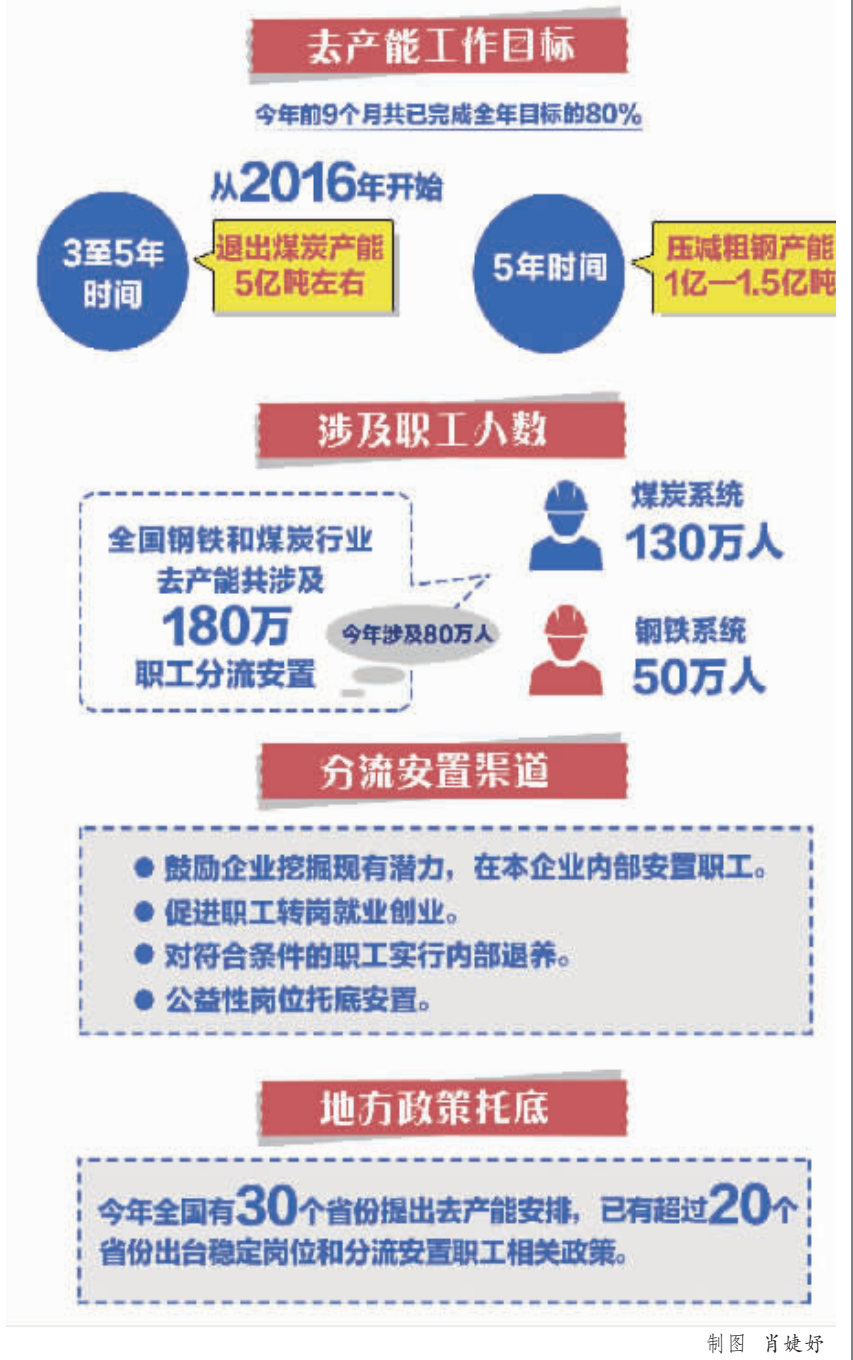 去产能工作目标
今年前9个月共已完成全年目标的80%
从2016年开始
3至5年
时间
退出煤炭产能
5亿吨左右
5年时间
压减粗钢产能
1亿—1.5亿吨
涉及职工人数
全国钢铁和煤炭行业
去产能共涉及
180万
职工分流安置
今年涉及80万人
煤炭系统
130万人
钢铁系统
50万人
分流安置渠道
● 鼓励企业挖掘现有潜力，在本企业内部安置职工。
● 促进职工转岗就业创业。
● 对符合条件的职工实行内部退养。
● 公益性岗位托底安置。
地方政策托底
今年全国有30个省份提出去产能安排，已有超过20个
省份出台稳定岗位和分流安置职工相关政策。
制图 肖婕妤